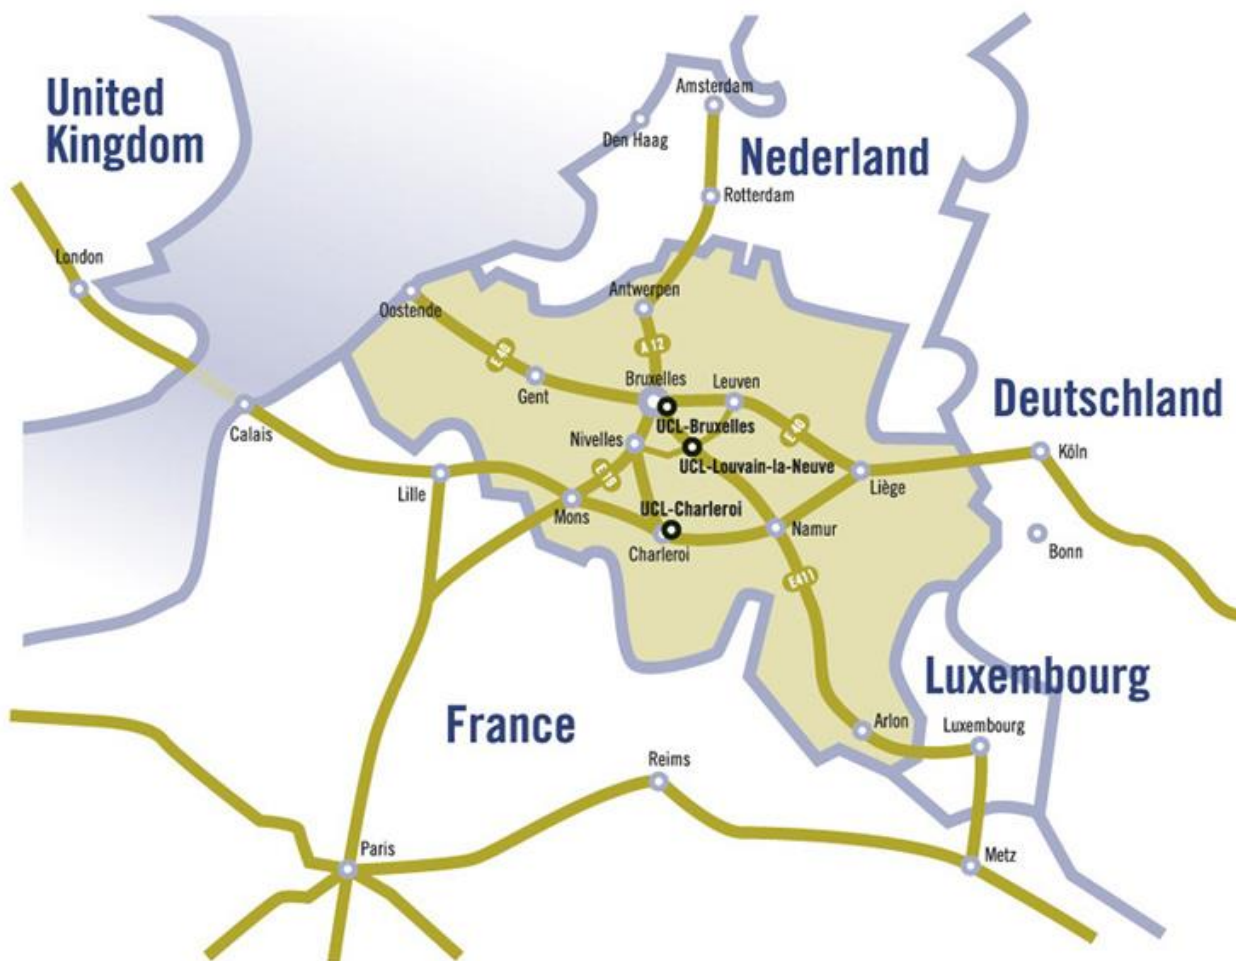 United
Kingdom
Amsterdam
Den Haag
Nederland
Rotterdam
London
Antwerpen
Oostende
A 12
E 40
Bruxelles
Leuven
Gent
Deutschland
Calais
UCL-Bruxelles
E 40
Nivelles
Köln
UCL-Louvain-la-Neuve
Lille
Liège
Mons
UCL-Charleroi
Namur
Charleroi
Bonn
E411
Luxembourg
France
Arlon
Luxembourg
Reims
Paris
Metz